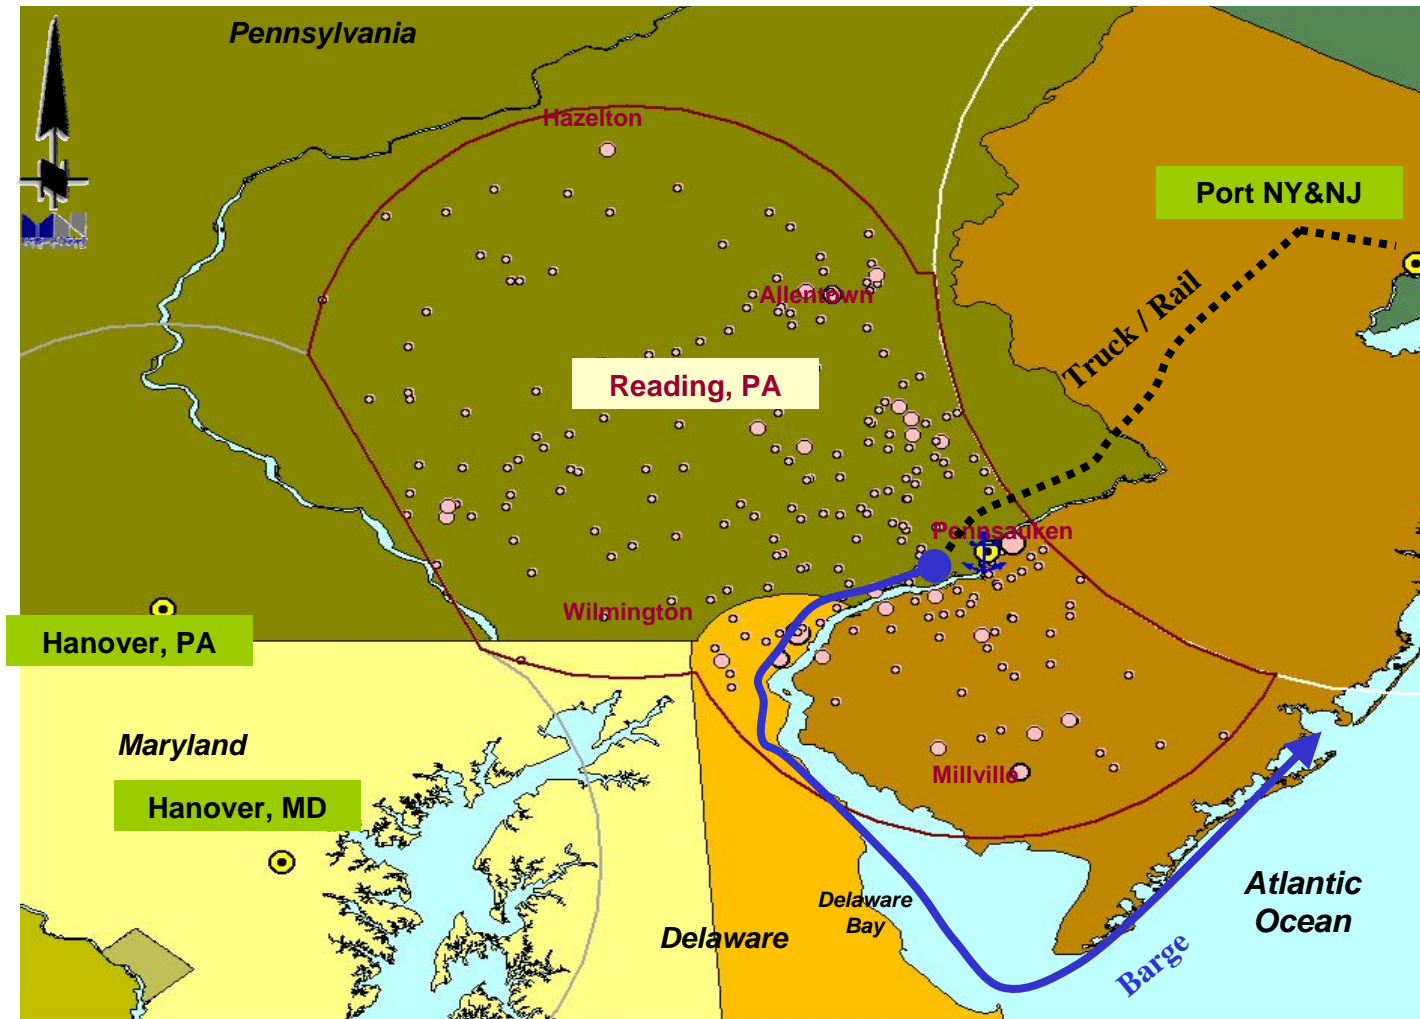 Pennsylvania
Hazelton
Port NY&NJ
Allentown
Truck / Rail
Reading, PA
Pennsauken
Wilmington
Hanover, PA
Maryland
Millville
Hanover, MD
Atlantic
Ocean
Delaware
Bay
Delaware
Barge